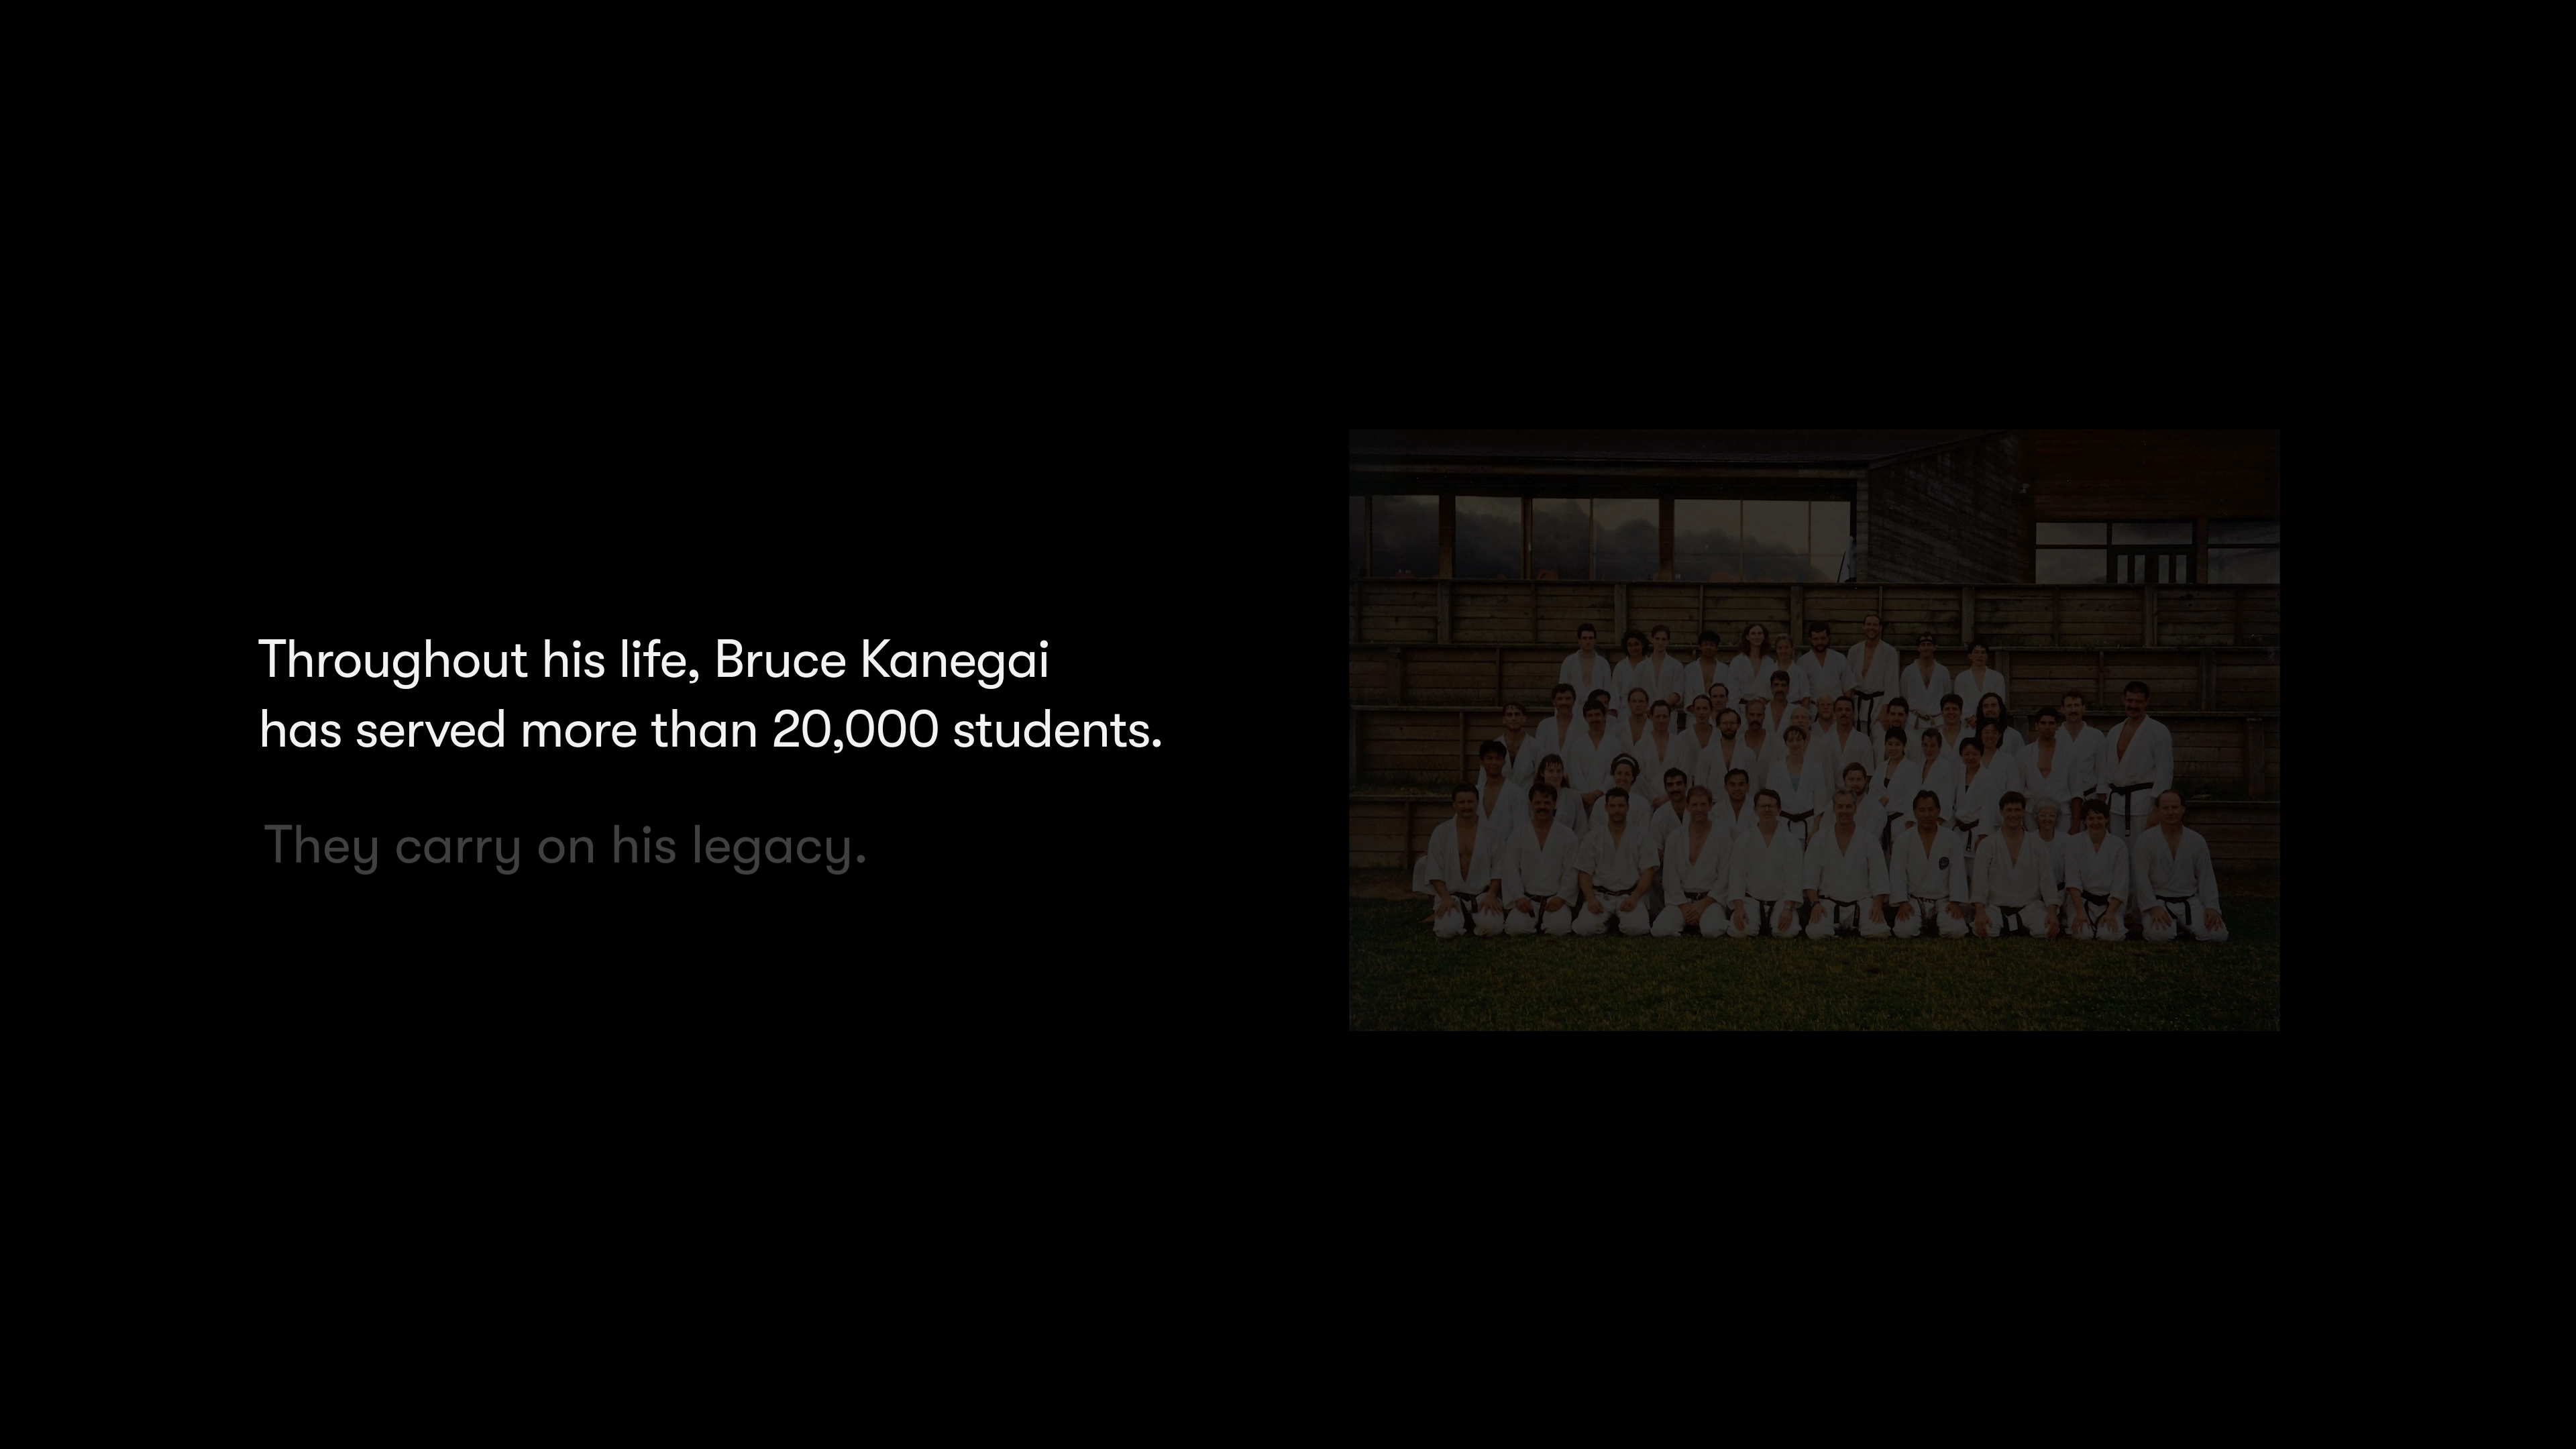 Throughout his life, Bruce Kanegai
has served more than 20,000 students.
They carry on his legacy.